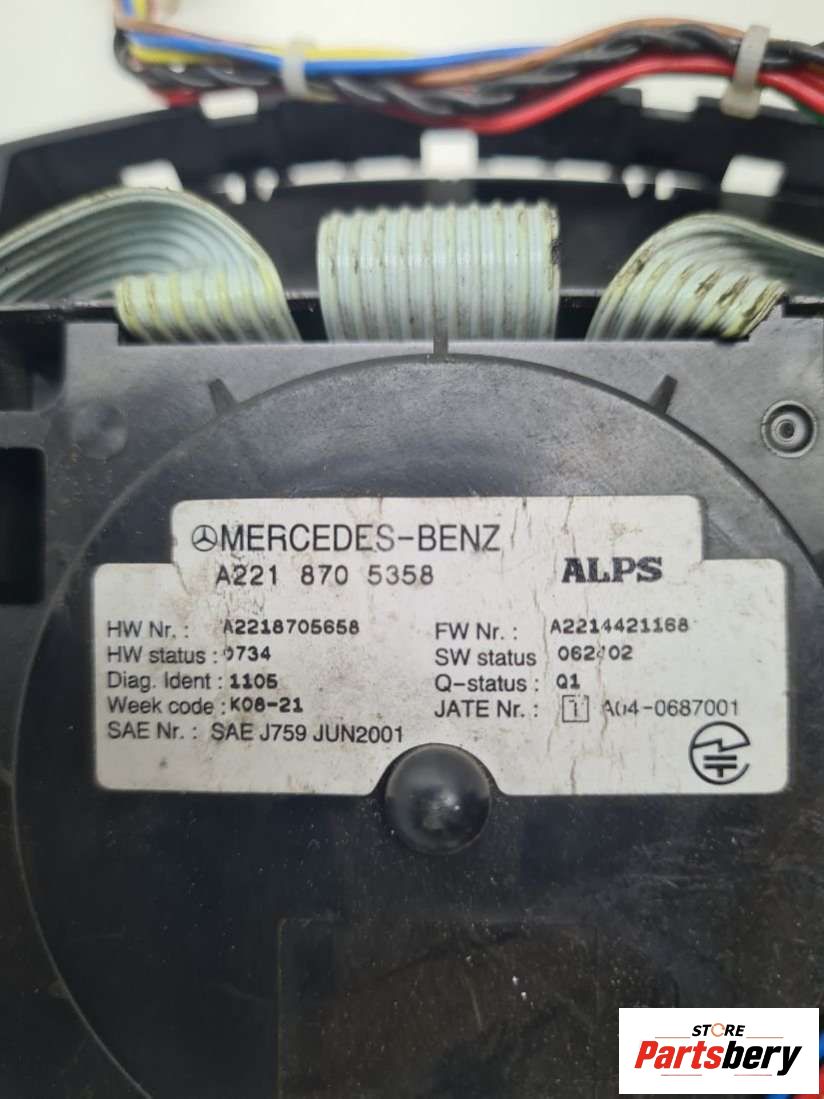 MERCEDES-BENZ
A221 870 5358 ALPS
HW Nr. : A2218705658 FW Nr. : A2214421168
HW status : 0734 SW status
Diag. Ident : 1105 Q-status : Q1
Week code : K08-21 JATE Nr. : T A04-0687001
SAE Nr. : SAE J759 JUN2001
STORE
Partsbery